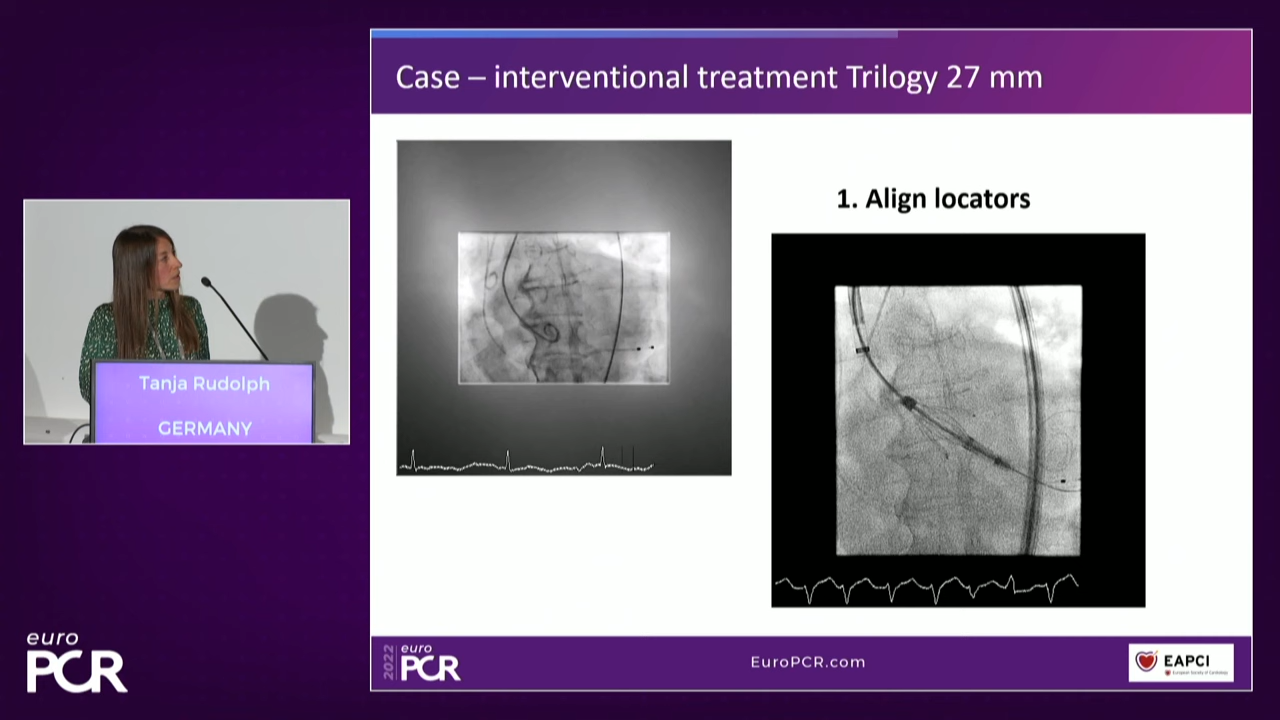 Case – interventional treatment Trilogy 27 mm
1. Align locators
Tanja Rudolph
GERMANY
euro
PCR
2022
euro
PCR
EuroPCR.com
EAPCI